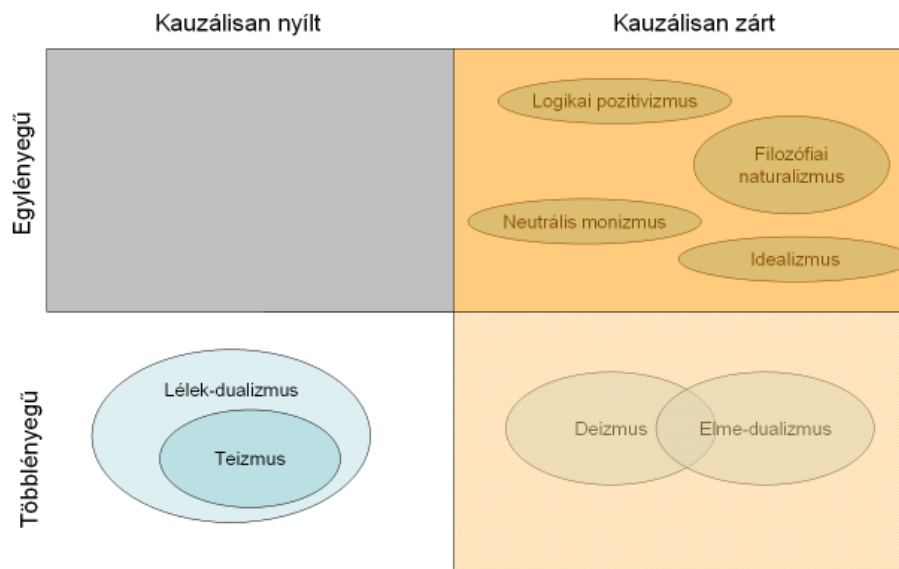 Kauzálisan nyílt
Kauzálisan zárt
Egylényegű
Logikai pozitivizmus
Filozófiai
naturalizmus
Neutrális monizmus
Idealizmus
Többlényegű
Lélek-dualizmus
Teizmus
Deizmus
Elme-dualizmus